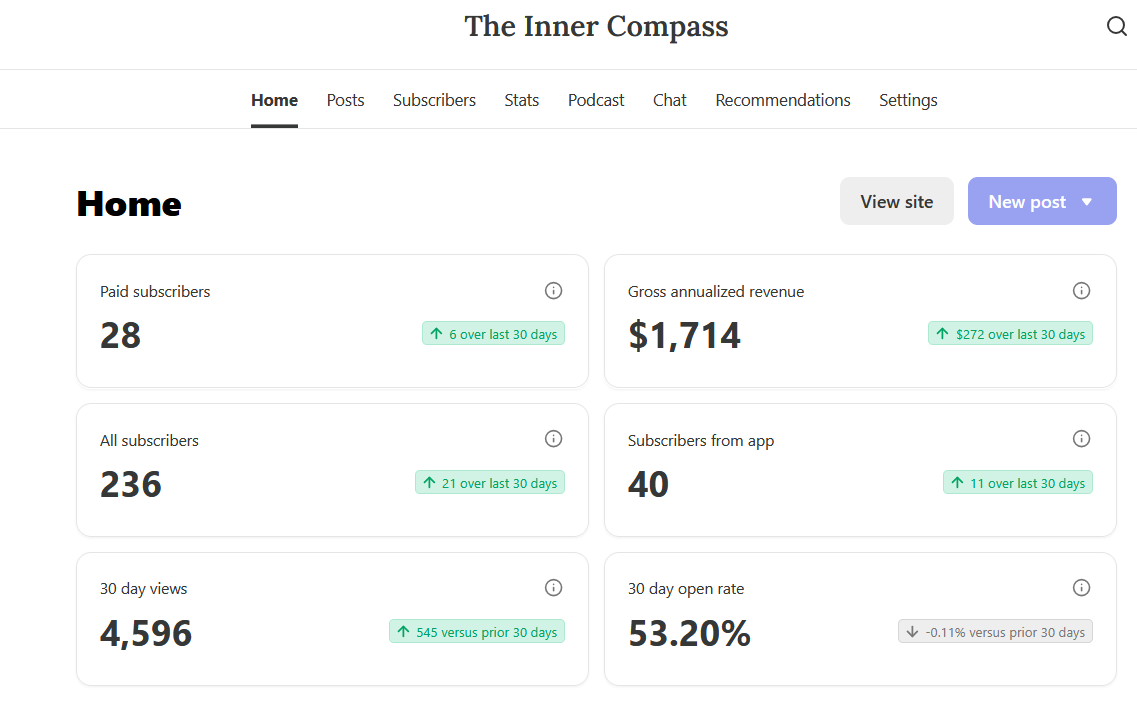 The Inner Compass
Home Posts Subscribers Stats Podcast Chat Recommendations Settings
Home
View site
New post
Paid subscribers
28
6 over last 30 days
Gross annualized revenue
$1,714
$272 over last 30 days
All subscribers
236
21 over last 30 days
Subscribers from app
40
11 over last 30 days
30 day views
4,596
545 versus prior 30 days
30 day open rate
53.20%
-0.11% versus prior 30 days